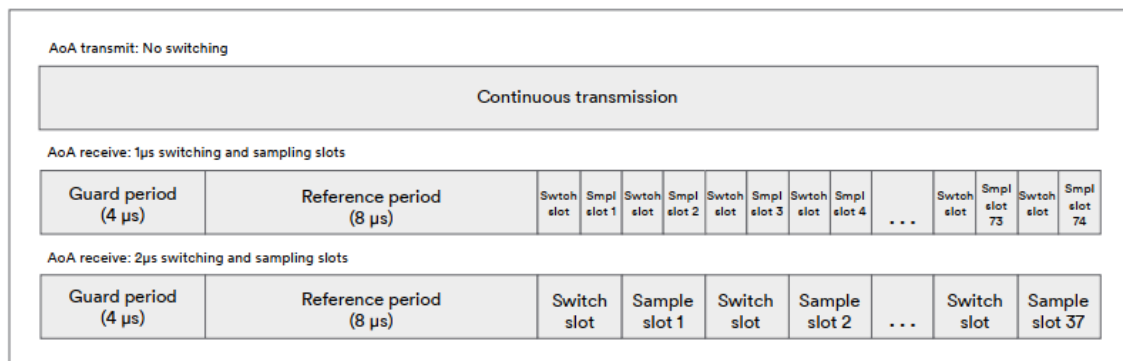 AoA transmit: No switching
Continuous transmission
AoA receive: 1µs switching and sampling slots
Guard period
(4 µs)
Reference period
(8 µs)
Swtch
slot
Smpl
slot 1
Swtch
slot
Smpl
slot 2
Swtch
slot
Smpl
slot 3
Swtch
slot
Smpl
slot 4
...
Swtch
slot
Smpl
slot
73
Swtch
slot
Smpl
slot
74
AoA receive: 2µs switching and sampling slots
Guard period
(4 µs)
Reference period
(8 µs)
Switch
slot
Sample
slot 1
Switch
slot
Sample
slot 2
...
Switch
slot
Sample
slot 37